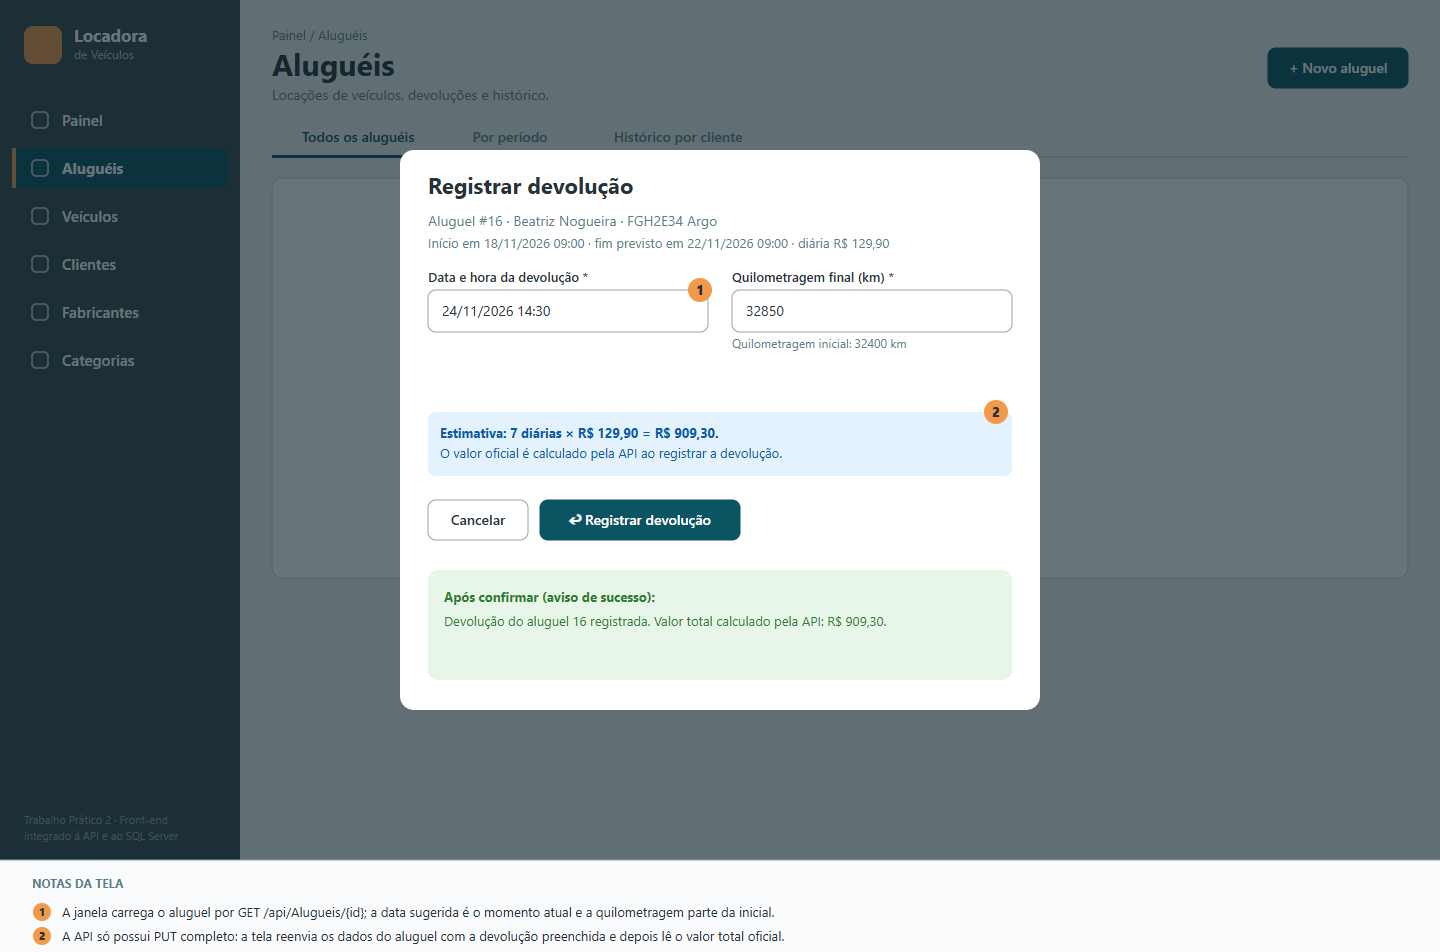 Locadora
de Veículos
Painel
Aluguéis
Veículos
Clientes
Fabricantes
Categorias
Trabalho Prático 2 · Front-end
integrado à API e ao SQL Server
Painel / Aluguéis
Aluguéis
Locações de veículos, devoluções e histórico.
+ Novo aluguel
Todos os aluguéis
Por período
Histórico por cliente
Registrar devolução
Aluguel #16 · Beatriz Nogueira · FGH2E34 Argo
Início em 18/11/2026 09:00 · fim previsto em 22/11/2026 09:00 · diária R$ 129,90
Data e hora da devolução *
1
24/11/2026 14:30
Quilometragem final (km) *
32850
Quilometragem inicial: 32400 km
2
Estimativa: 7 diárias × R$ 129,90 = R$ 909,30.
O valor oficial é calculado pela API ao registrar a devolução.
Cancelar
↩ Registrar devolução
Após confirmar (aviso de sucesso):
Devolução do aluguel 16 registrada. Valor total calculado pela API: R$ 909,30.
NOTAS DA TELA
1 A janela carrega o aluguel por GET /api/Alugueis/{id}; a data sugerida é o momento atual e a quilometragem parte da inicial.
2 A API só possui PUT completo: a tela reenvia os dados do aluguel com a devolução preenchida e depois lê o valor total oficial.